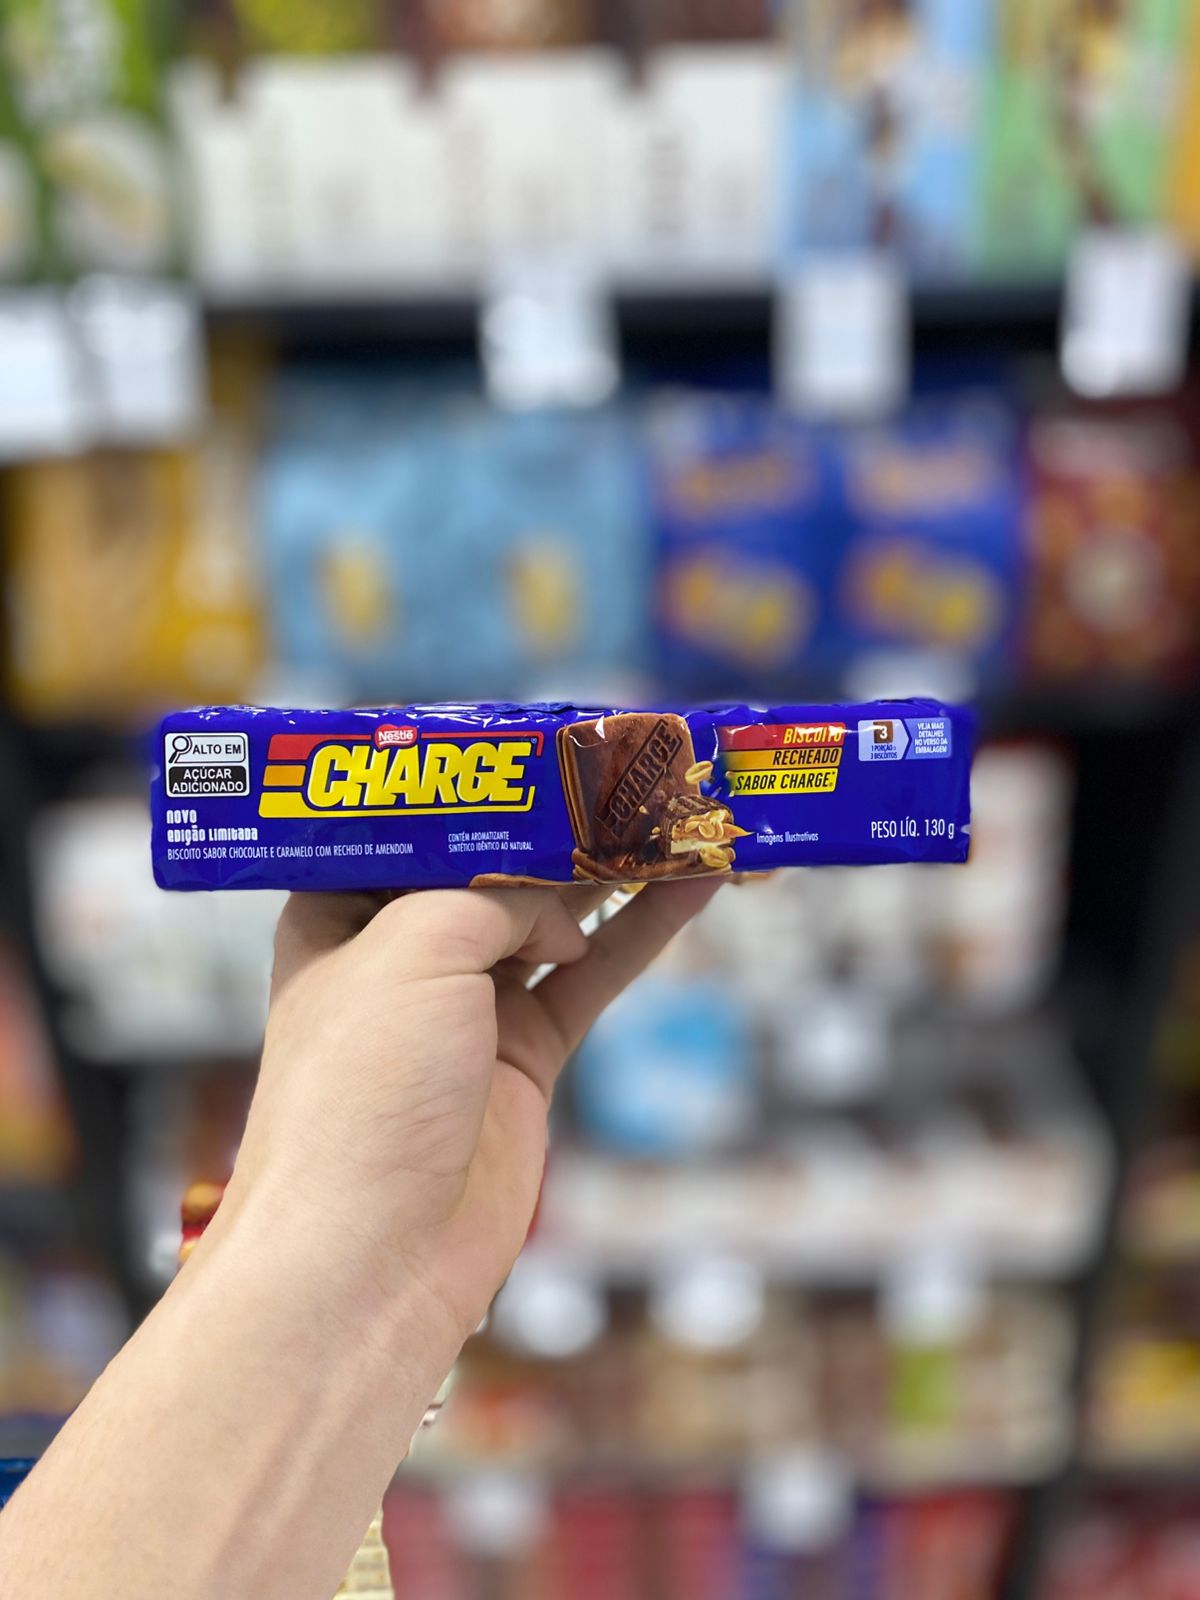 ALTO EM
AÇÚCAR
ADICIONADO
Nestlé
CHARGE
NOVO
EDIÇÃO LIMITADA
BISCOITO SABOR CHOCOLATE E CARAMELO COM RECHEIO DE AMENDOIM
CONTÉM AROMATIZANTE
SINTÉTICO IDÊNTICO AO NATURAL.
CHARGE
BISCOITO
RECHEADO
SABOR CHARGE
3
1 PORÇÃO =
3 BISCOITOS
VEJA MAIS
DETALHES
NO VERSO DA
EMBALAGEM
Imagens Ilustrativas
PESO LÍQ. 130 g